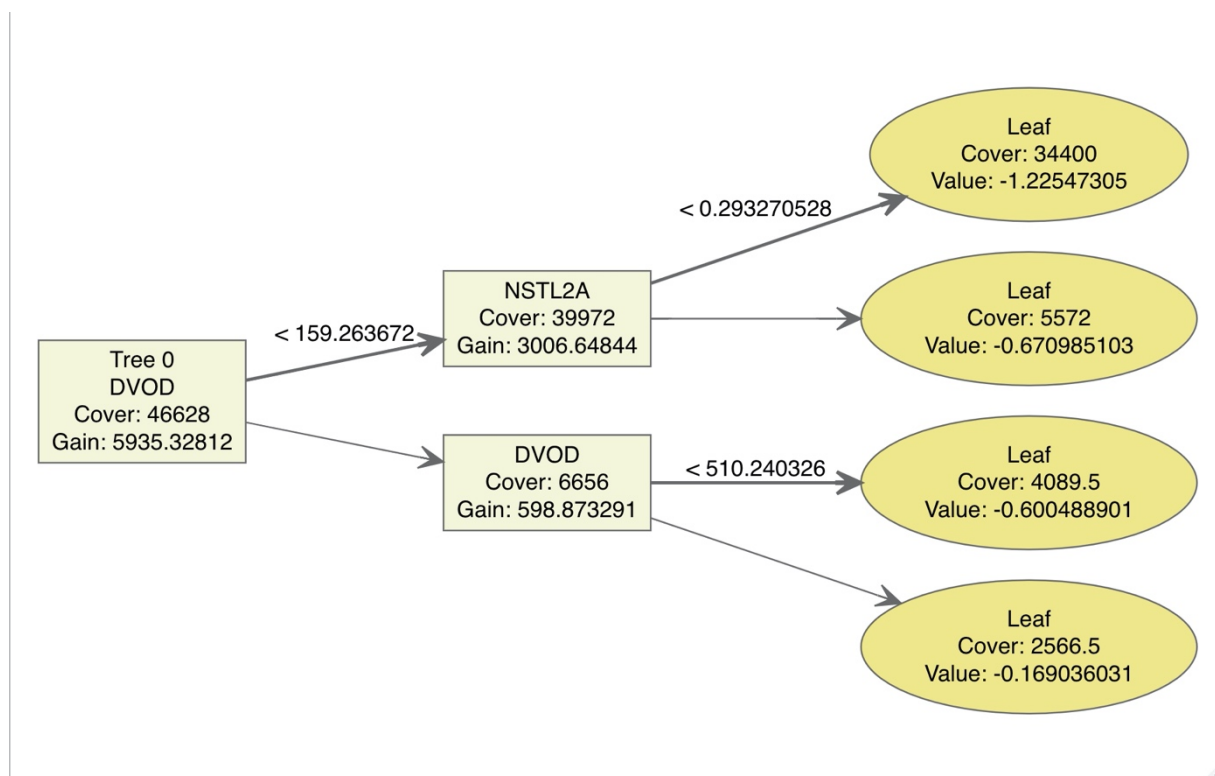 Tree 0
DVOD
Cover: 46628
Gain: 5935.32812
< 159.263672
NSTL2A
Cover: 39972
Gain: 3006.64844
DVOD
Cover: 6656
Gain: 598.873291
< 0.293270528
< 510.240326
Leaf
Cover: 34400
Value: -1.22547305
Leaf
Cover: 5572
Value: -0.670985103
Leaf
Cover: 4089.5
Value: -0.600488901
Leaf
Cover: 2566.5
Value: -0.169036031